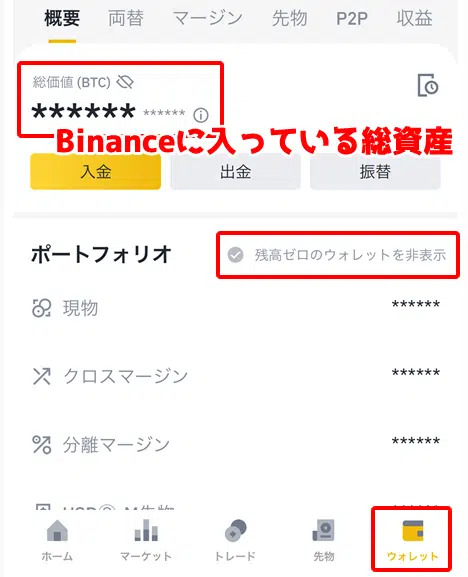 概要 両替 マージン 先物 P2P 収益
総価値 (BTC)
****** ******
Binanceに入っている総資産
入金 出金 振替
ポートフォリオ 残高ゼロのウォレットを非表示
現物 ******
クロスマージン ******
分離マージン ******
ホーム マーケット トレード 先物 ウォレット